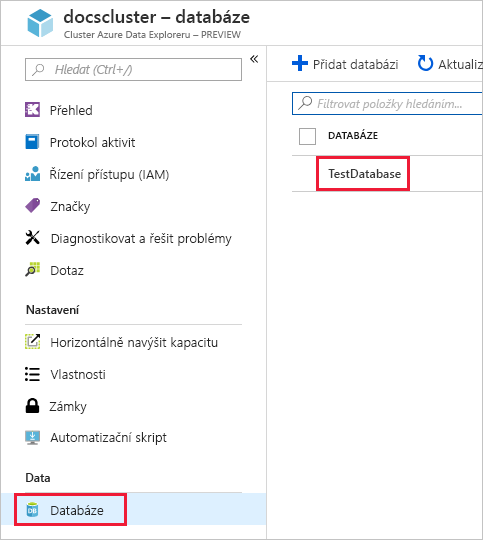 docscluster – databáze
Cluster Azure Data Exploreru – PREVIEW
Hledat (Ctrl+/)
Přehled
Protokol aktivit
Řízení přístupu (IAM)
Značky
Diagnostikovat a řešit problémy
Dotaz
Nastavení
Horizontálně navýšit kapacitu
Vlastnosti
Zámky
Automatizační skript
Data
Databáze
Přidat databázi
Aktualiz
Filtrovat položky hledáním...
DATABÁZE
TestDatabase